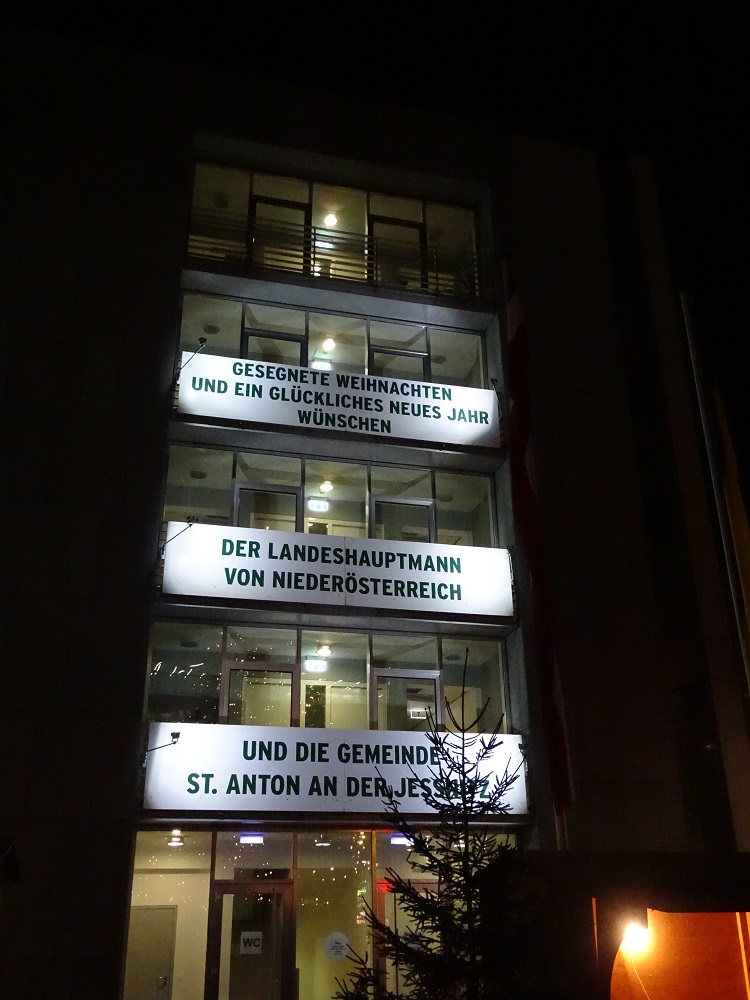 GESEGNETE WEIHNACHTEN
UND EIN GLÜCKLICHES NEUES JAHR
WÜNSCHEN
DER LANDESHAUPTMANN
VON NIEDERÖSTERREICH
UND DIE GEMEINDE
ST. ANTON AN DER JESSNITZ
WC